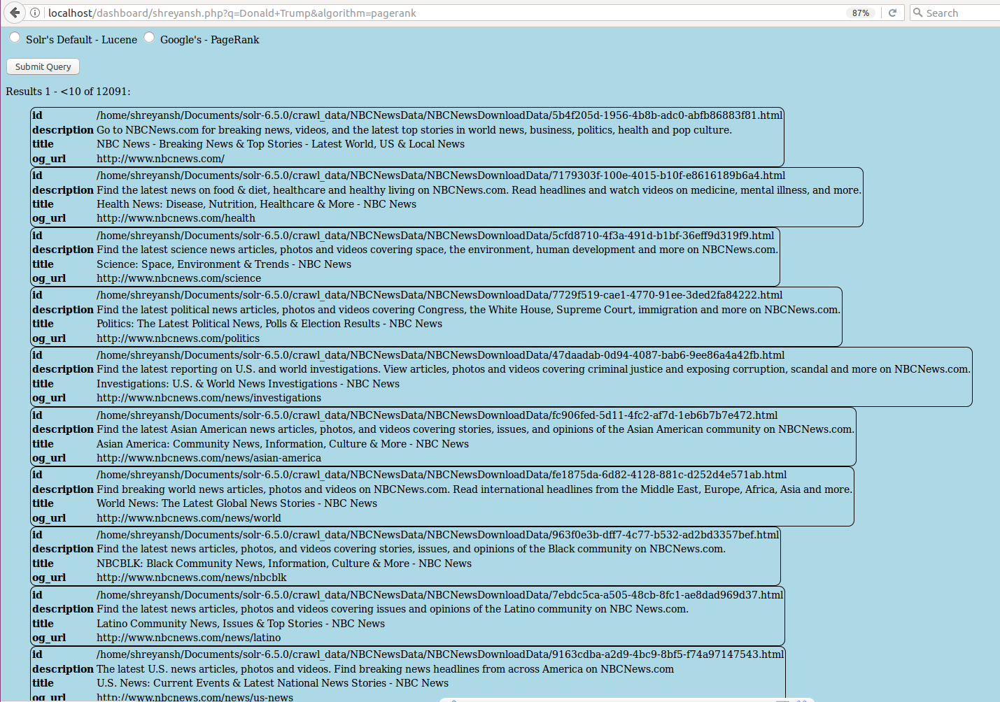 localhost/dashboard/shreyansh.php?q=Donald+Trump&algorithm=pagerank 87% Search
Solr's Default - Lucene Google's - PageRank
Submit Query
Results 1 - <10 of 12091:
id /home/shreyansh/Documents/solr-6.5.0/crawl_data/NBCNewsData/NBCNewsDownloadData/5b4f205d-1956-4b8b-adc0-abfb86883f81.html
description Go to NBCNews.com for breaking news, videos, and the latest top stories in world news, business, politics, health and pop culture.
title NBC News - Breaking News & Top Stories - Latest World, US & Local News
og_url http://www.nbcnews.com/
id /home/shreyansh/Documents/solr-6.5.0/crawl_data/NBCNewsData/NBCNewsDownloadData/7179303f-100e-4015-b10f-e8616189b6a4.html
description Find the latest news on food & diet, healthcare and healthy living on NBCNews.com. Read headlines and watch videos on medicine, mental illness, and more.
title Health News: Disease, Nutrition, Healthcare & More - NBC News
og_url http://www.nbcnews.com/health
id /home/shreyansh/Documents/solr-6.5.0/crawl_data/NBCNewsData/NBCNewsDownloadData/5cfd8710-4f3a-491d-b1bf-36eff9d319f9.html
description Find the latest science news articles, photos and videos covering space, the environment, human development and more on NBCNews.com.
title Science: Space, Environment & Trends - NBC News
og_url http://www.nbcnews.com/science
id /home/shreyansh/Documents/solr-6.5.0/crawl_data/NBCNewsData/NBCNewsDownloadData/7729f519-cae1-4770-91ee-3ded2fa84222.html
description Find the latest political news articles, photos and videos covering Congress, the White House, Supreme Court, immigration and more on NBCNews.com.
title Politics: The Latest Political News, Polls & Election Results - NBC News
og_url http://www.nbcnews.com/politics
id /home/shreyansh/Documents/solr-6.5.0/crawl_data/NBCNewsData/NBCNewsDownloadData/47daadab-0d94-4087-bab6-9ee86a4a42fb.html
description Find the latest reporting on U.S. and world investigations. View articles, photos and videos covering criminal justice and exposing corruption, scandal and more on NBCNews.com.
title Investigations: U.S. & World News Investigations - NBC News
og_url http://www.nbcnews.com/news/investigations
id /home/shreyansh/Documents/solr-6.5.0/crawl_data/NBCNewsData/NBCNewsDownloadData/fc906fed-5d11-4fc2-af7d-1eb6b7b7e472.html
description Find the latest Asian American news articles, photos, and videos covering stories, issues, and opinions of the Asian American community on NBCNews.com.
title Asian America: Community News, Information, Culture & More - NBC News
og_url http://www.nbcnews.com/news/asian-america
id /home/shreyansh/Documents/solr-6.5.0/crawl_data/NBCNewsData/NBCNewsDownloadData/fe1875da-6d82-4128-881c-d252d4e571ab.html
description Find breaking world news articles, photos and videos on NBCNews.com. Read international headlines from the Middle East, Europe, Africa, Asia and more.
title World News: The Latest Global News Stories - NBC News
og_url http://www.nbcnews.com/news/world
id /home/shreyansh/Documents/solr-6.5.0/crawl_data/NBCNewsData/NBCNewsDownloadData/963f0e3b-dff7-4c77-b532-ad2bd3357bef.html
description Find the latest news articles, photos, and videos covering stories, issues, and opinions of the Black community on NBCNews.com.
title NBCBLK: Black Community News, Information, Culture & More - NBC News
og_url http://www.nbcnews.com/news/nbcblk
id /home/shreyansh/Documents/solr-6.5.0/crawl_data/NBCNewsData/NBCNewsDownloadData/7ebdc5ca-a505-48cb-8fc1-ae8dad969d37.html
description Find the latest news articles, photos and videos covering issues and opinions of the Latino community on NBC News.com.
title Latino Community News, Issues & Top Stories - NBC News
og_url http://www.nbcnews.com/news/latino
id /home/shreyansh/Documents/solr-6.5.0/crawl_data/NBCNewsData/NBCNewsDownloadData/9163cdba-a2d9-4bc9-8bf5-f74a97147543.html
description The latest U.S. news articles, photos and videos. Find breaking news headlines from across America on NBCNews.com
title U.S. News: Current Events & Latest National News Stories - NBC News
og_url http://www.nbcnews.com/news/us-news